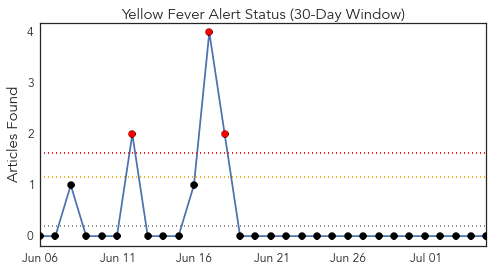 Yellow Fever Alert Status (30-Day Window)
Articles Found
4
3
2
1
0
Jun 06
Jun 11
Jun 16
Jun 21
Jun 26
Jul 01